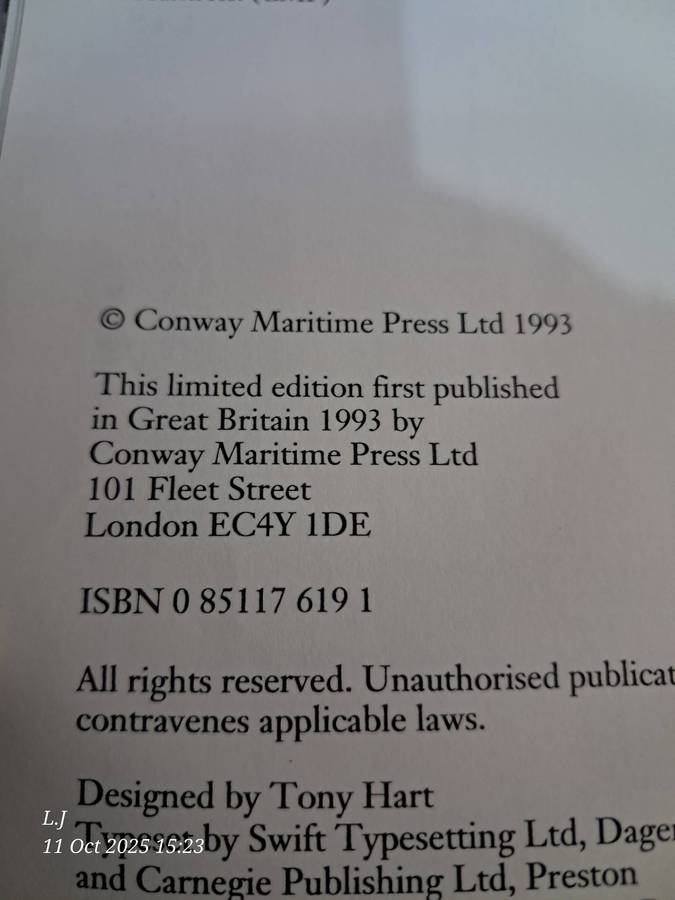 © Conway Maritime Press Ltd 1993
This limited edition first published
in Great Britain 1993 by
Conway Maritime Press Ltd
101 Fleet Street
London EC4Y 1DE
ISBN 0 85117 619 1
All rights reserved. Unauthorised publicat
contravenes applicable laws.
Designed by Tony Hart
Typeset by Swift Typesetting Ltd, Dagen
and Carnegie Publishing Ltd, Preston
L.J
11 Oct 2025 15:23